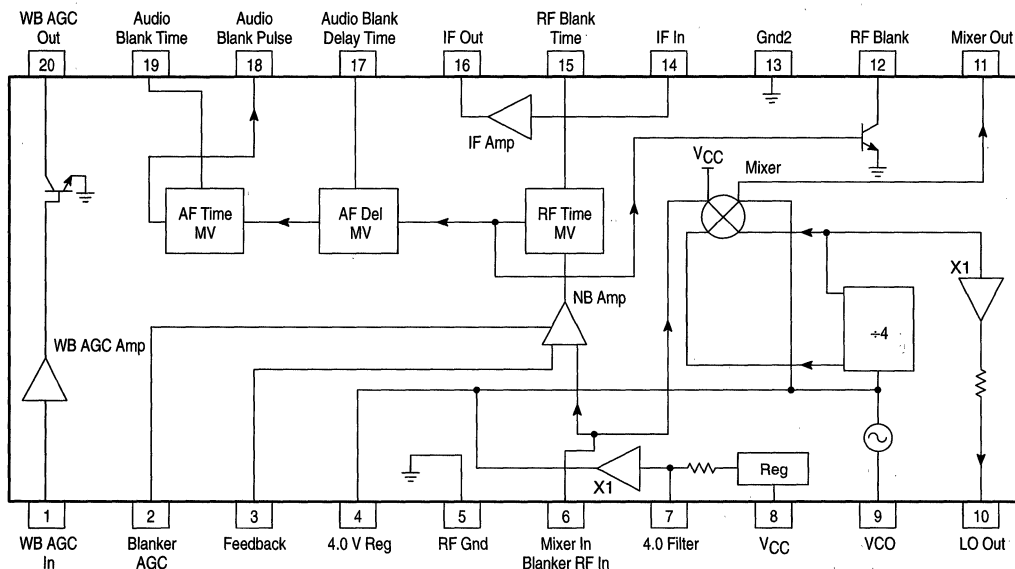 WB AGC Out
Audio Blank Time
Audio Blank Pulse
Audio Blank Delay Time
IF Out
RF Blank Time
IF In
Gnd2
RF Blank
Mixer Out
20
19
18
17
16
15
14
13
12
11
IF Amp
VCC
Mixer
AF Time MV
AF Del MV
RF Time MV
X1
NB Amp
÷4
WB AGC Amp
X1
Reg
1
2
3
4
5
6
7
8
9
10
WB AGC In
Blanker AGC
Feedback
4.0 V Reg
RF Gnd
Mixer In Blanker RF In
4.0 Filter
VCC
VCO
LO Out